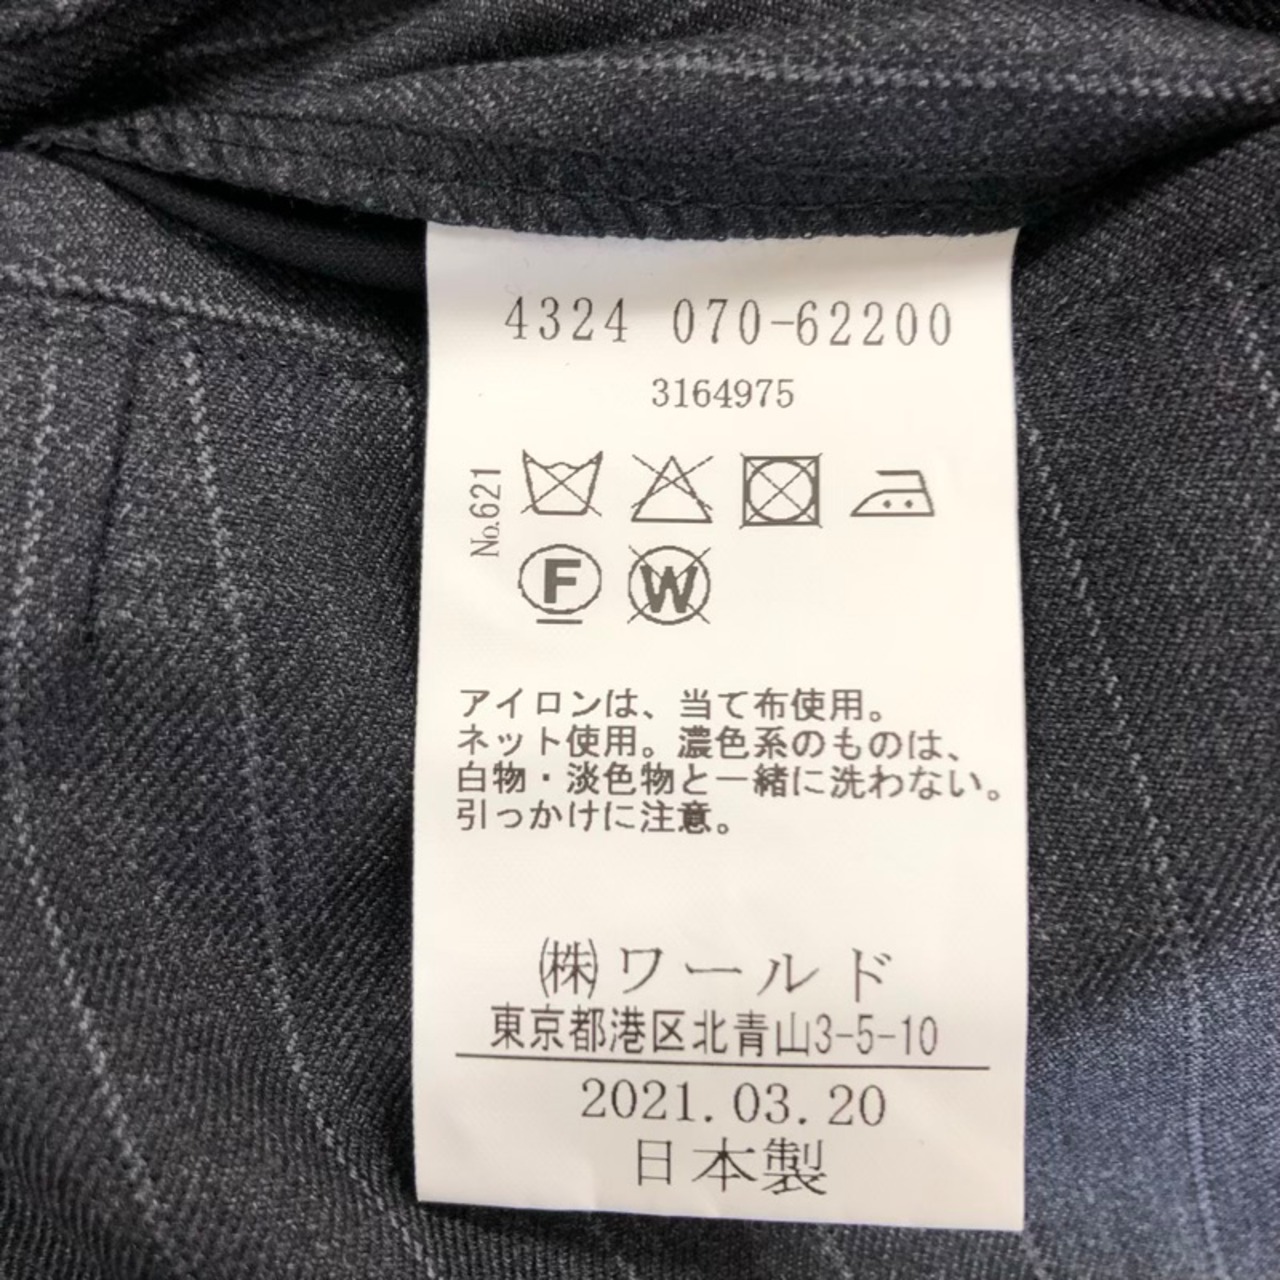 4324 070-62200
3164975
No.621
F
W
アイロンは、当て布使用。
ネット使用。濃色系のものは、
白物・淡色物と一緒に洗わない。
引っかけに注意。
㈱ワールド
東京都港区北青山3-5-10
2021.03.20
日本製